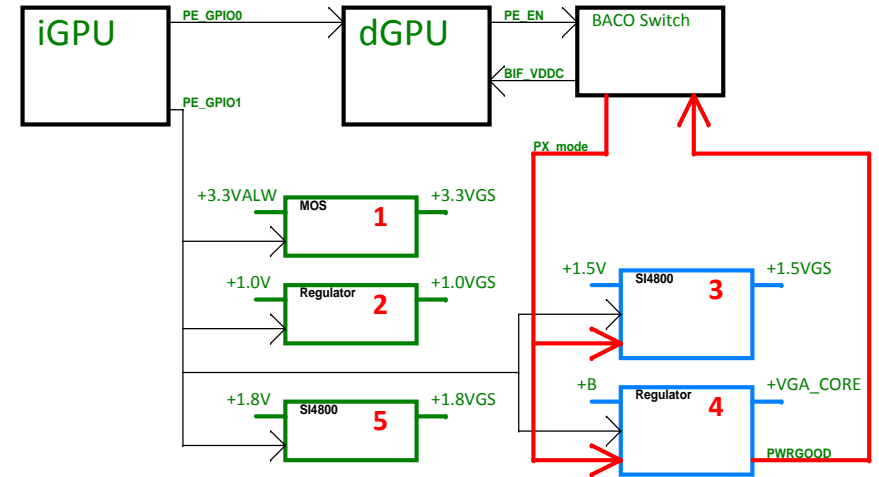 iGPU
PE_GPIO0
dGPU
PE_EN
BACO Switch
BIF_VDDC
PE_GPIO1
PX_mode
+3.3VALW
MOS
1
+3.3VGS
+1.0V
Regulator
2
+1.0VGS
+1.5V
SI4800
3
+1.5VGS
+1.8V
SI4800
5
+1.8VGS
+B
Regulator
4
+VGA_CORE
PWRGOOD